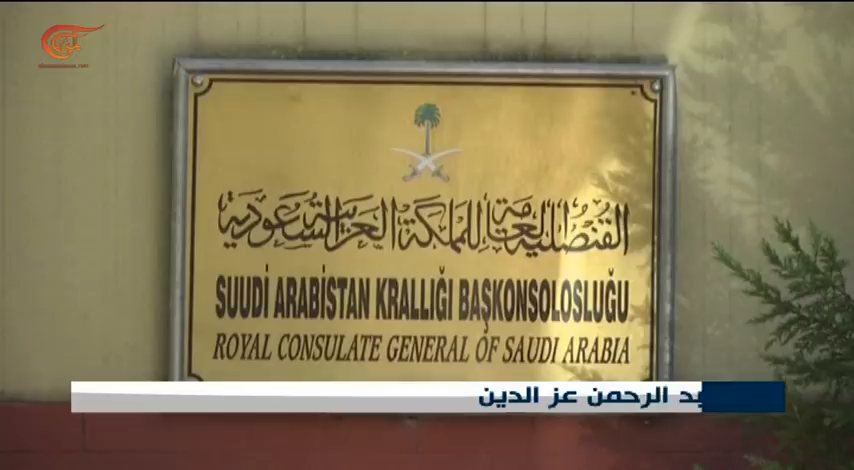 القنصلية العامة للمملكة العربية السعودية
SUUDİ ARABİSTAN KRALLIĞI BAŞKONSOLOSLUĞU
ROYAL CONSULATE GENERAL OF SAUDI ARABIA
بد الرحمن عز الدين